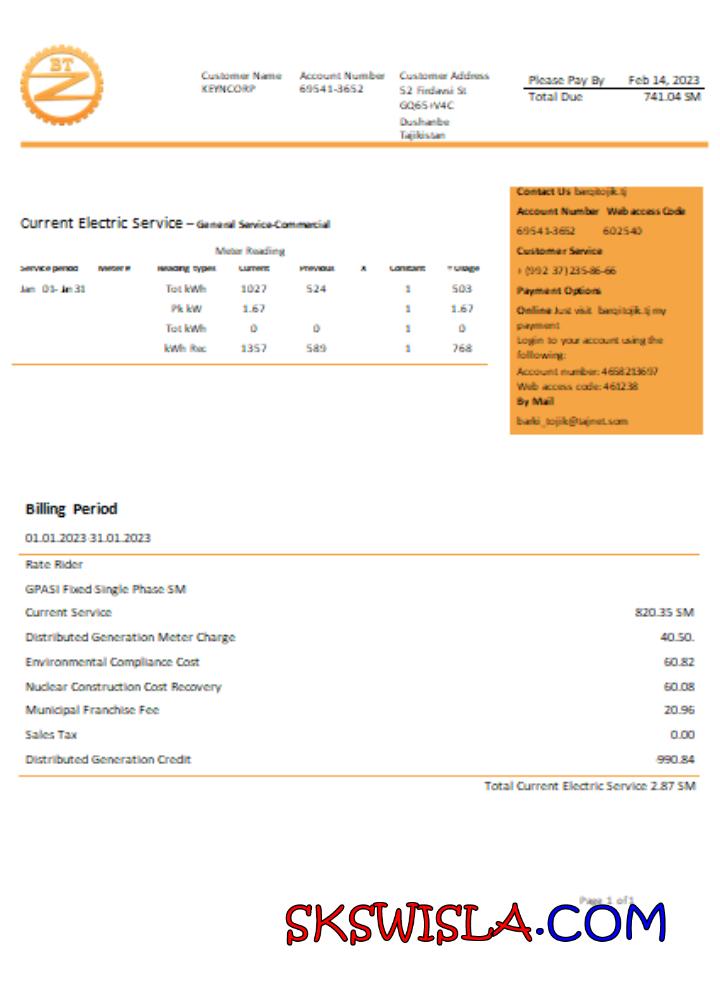 BT
Z
Customer Name Account Number Customer Address
KEYNCORP 69541-3652 52 Firdavsi St
GQ65+V4C
Dushanbe
Tajikistan
Please Pay By Feb 14, 2023
Total Due 741.04 SM
Current Electric Service – General Service-Commercial
Meter Reading
Service period Meter # Reading types Current Previous X Constant = Usage
Jan 01- Jn 31 Tot kWh 1027 524 1 503
Pk kW 1.67 1 1.67
Tot kWh 0 0 1 0
kWh Rec 1357 589 1 768
Contact Us barqitojik.tj
Account Number Web access Code
69541-3652 602540
Customer Service
+ (992 37) 235-86-66
Payment Options
Online Just visit barqitojik.tj my
payment
Login to your account using the
following:
Account number: 4658213697
Web access code: 461238
By Mail
barki_tojik@tajnet.com
Billing Period
01.01.2023-31.01.2023
Rate Rider
GPASI Fixed Single Phase SM
Current Service 820.35 SM
Distributed Generation Meter Charge 40.50.
Environmental Compliance Cost 60.82
Nuclear Construction Cost Recovery 60.08
Municipal Franchise Fee 20.96
Sales Tax 0.00
Distributed Generation Credit -990.84
Total Current Electric Service 2.87 SM
Page 1 of 1
SKSWISLA.COM